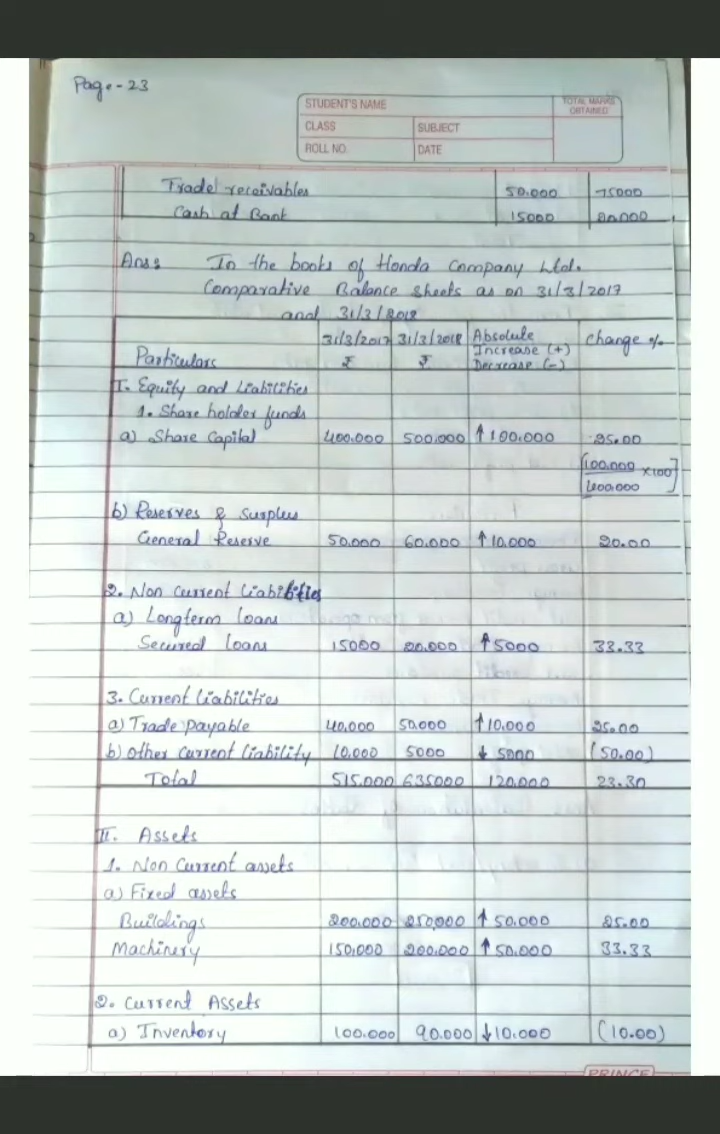 Page-23
STUDENT'S NAME TOTAL MARKS OBTAINED
CLASS SUBJECT
ROLL NO. DATE
Trade receivables 50.000 75000
Cash at Bank 15000 20.000
Ans: In the books of Honda Company Ltd.
Comparative Balance Sheets as on 31/3/2017
and 31/3/2018
Particulars 31/3/2017 ₹ 31/3/2018 ₹ Absolute Increase (+) Decrease (-) Change %
I. Equity and Liabilities
1. Share holder funds
a) Share Capital 400.000 500.000 ↑ 100.000 25.00
[100.000 / 400.000 × 100]
b) Reserves & Surplus
General Reserve 50.000 60.000 ↑ 10.000 20.00
2. Non Current Liabilities
a) Longterm loans
Secured loans 15000 20.000 ↑ 5000 33.33
3. Current Liabilities
a) Trade payable 40.000 50.000 ↑ 10.000 25.00
b) Other Current Liability 10.000 5000 ↓ 5000 (50.00)
Total 515.000 635000 120.000 23.30
II. Assets
1. Non Current assets
a) Fixed assets
Buildings 200.000 250,000 ↑ 50.000 25.00
Machinery 150,000 200.000 ↑ 50.000 33.33
2. Current Assets
a) Inventory 100.000 90.000 ↓ 10.000 (10.00)
PRINCE